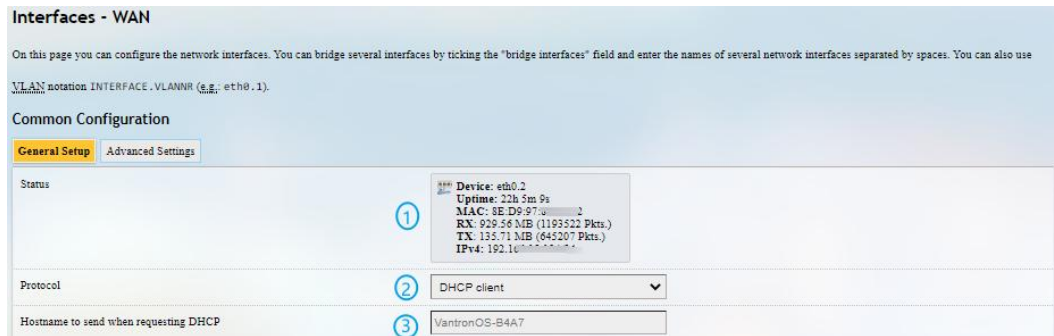 Interfaces - WAN
On this page you can configure the network interfaces. You can bridge several interfaces by ticking the "bridge interfaces" field and enter the names of several network interfaces separated by spaces. You can also use
VLAN notation INTERFACE.VLANNR (e.g.: eth0.1).
Common Configuration
General Setup Advanced Settings
Status
1
Device: eth0.2
Uptime: 22h 5m 9s
MAC: 8E:D9:97:
RX: 929.56 MB (1193522 Pkts.)
TX: 135.71 MB (645207 Pkts.)
IPv4:
Protocol 2 DHCP client
Hostname to send when requesting DHCP 3 VantronOS-B4A7